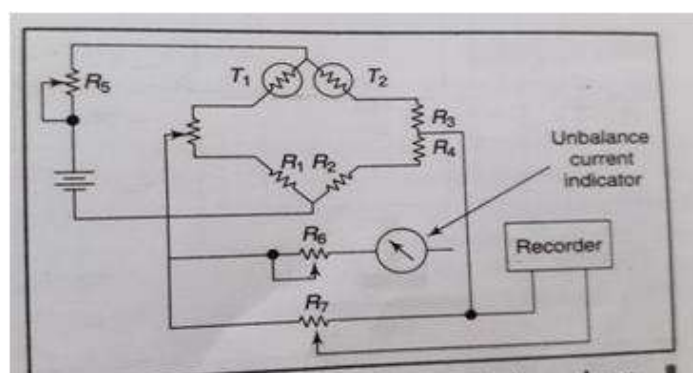 T1
T2
R5
R3
R4
R1 R2
Unbalance
current
indicator
R6
Recorder
R7